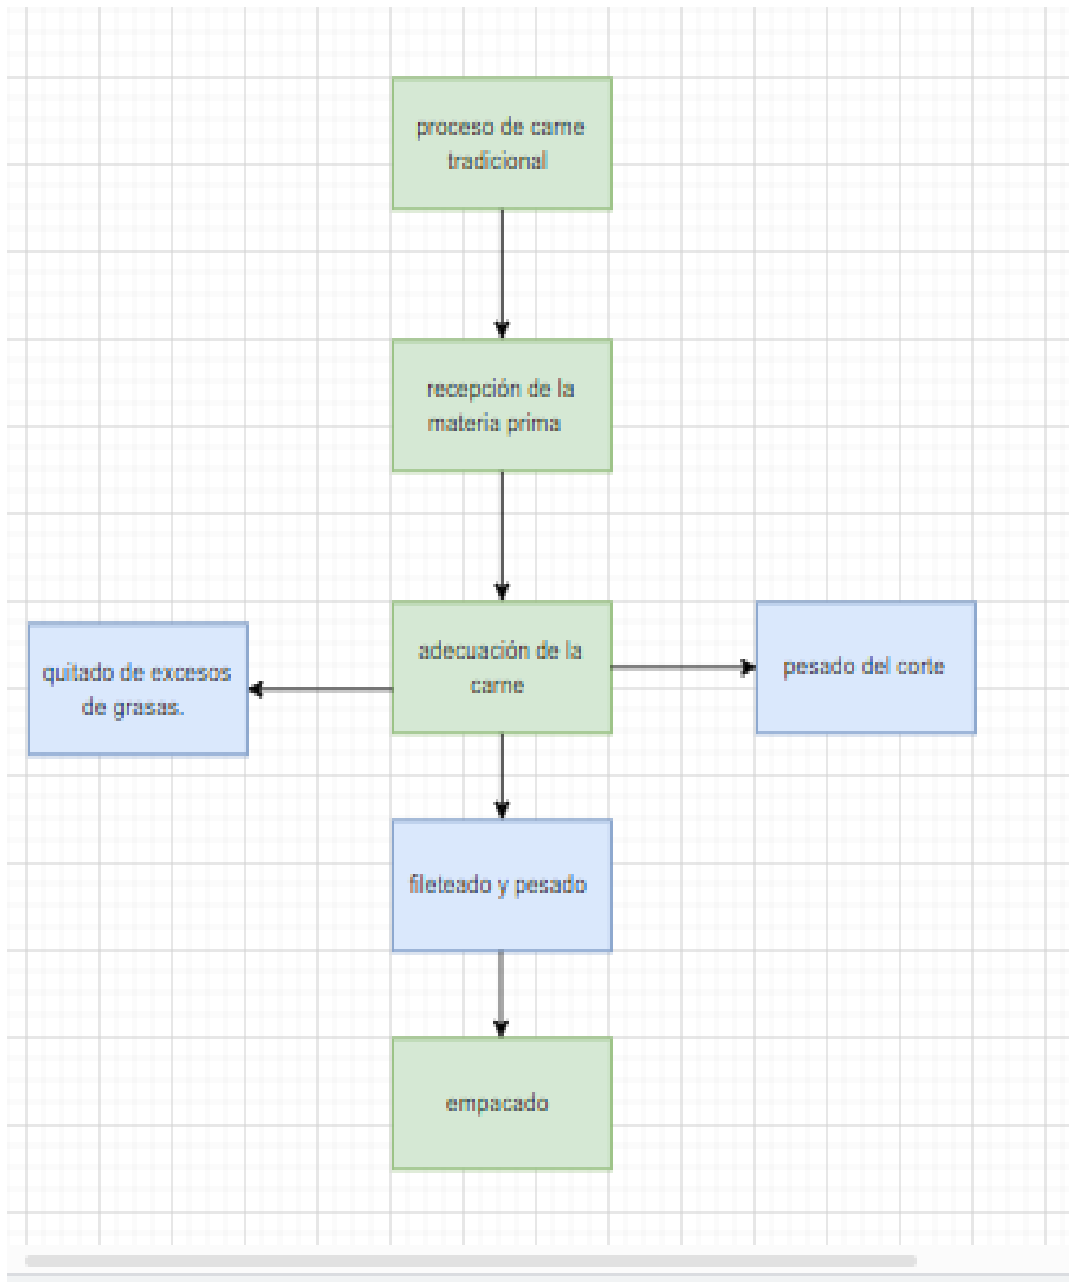 proceso de carne
tradicional
recepción de la
materia prima
adecuación de la
carne
quitado de excesos
de grasas.
pesado del corte
fileteado y pesado
empacado